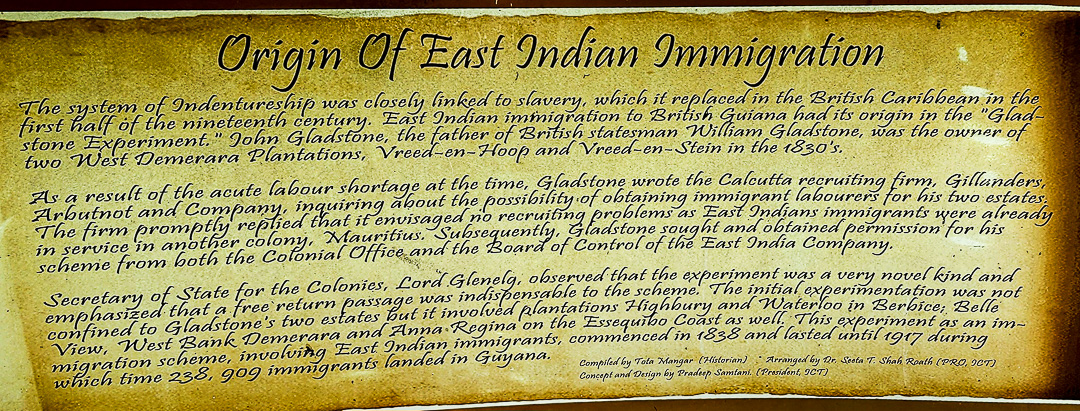 Origin Of East Indian Immigration
The system of Indentureship was closely linked to slavery, which it replaced in the British Caribbean in the
first half of the nineteenth century. East Indian immigration to British Guiana had its origin in the "Glad-
stone Experiment." John Gladstone, the father of British statesman William Gladstone, was the owner of
two West Demerara Plantations, Vreed-en-Hoop and Vreed-en-Stein in the 1830's.
As a result of the acute labour shortage at the time, Gladstone wrote the Calcutta recruiting firm, Gillanders,
Arbutnot and Company, inquiring about the possibility of obtaining immigrant labourers for his two estates.
The firm promptly replied that it envisaged no recruiting problems as East Indians immigrants were already
in service in another colony, Mauritius. Subsequently, Gladstone sought and obtained permission for his
scheme from both the Colonial Office and the Board of Control of the East India Company.
Secretary of State for the Colonies, Lord Glenelg, observed that the experiment was a very novel kind and
emphasized that a free return passage was indispensable to the scheme. The initial experimentation was not
confined to Gladstone's two estates but it involved plantations Highbury and Waterloo in Berbice; Belle
View, West Bank Demerara and Anna Regina on the Essequibo Coast as well. This experiment as an im-
migration scheme, involving East Indian immigrants, commenced in 1838 and lasted until 1917 during
which time 238, 909 immigrants landed in Guyana.
Compiled by Tota Mangar (Historian) Arranged by Dr. Seeta T. Shah Roath (PRO, ICT)
Concept and Design by Pradeep Samtani. (President, ICT)